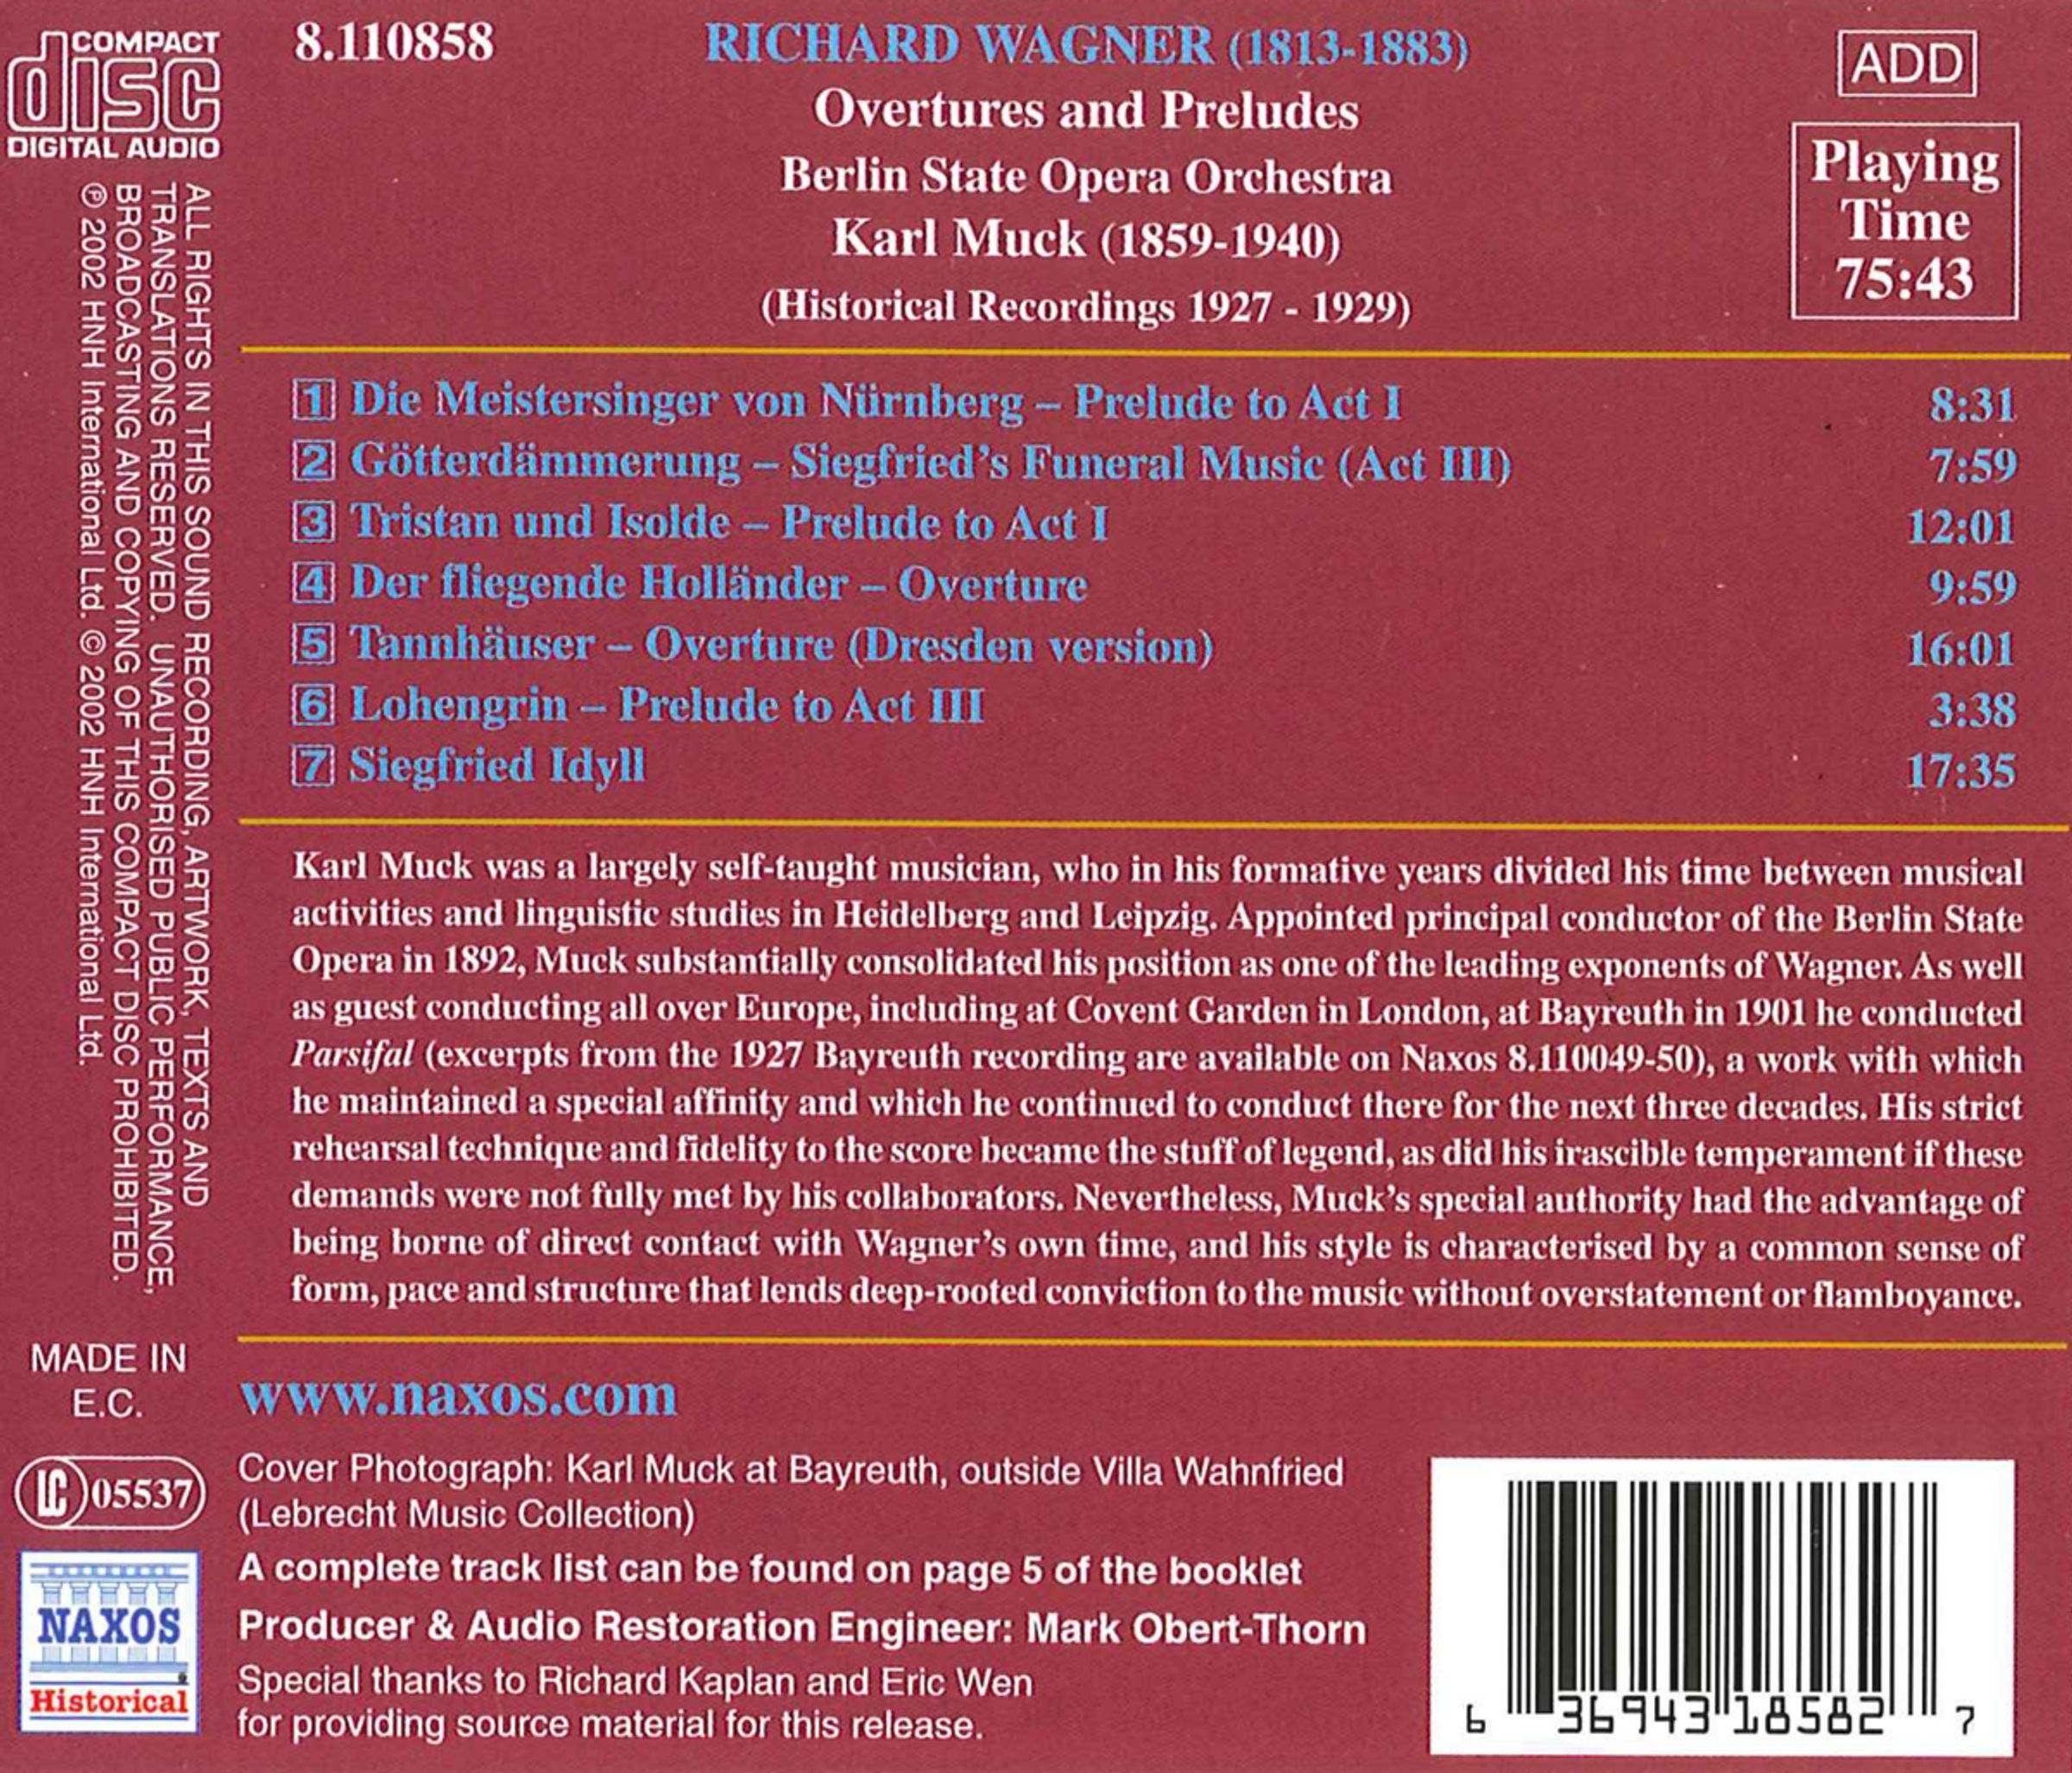 COMPACT
disc
DIGITAL AUDIO
8.110858
RICHARD WAGNER (1813-1883)
Overtures and Preludes
Berlin State Opera Orchestra
Karl Muck (1859-1940)
(Historical Recordings 1927 - 1929)
ADD
Playing
Time
75:43
1 Die Meistersinger von Nürnberg – Prelude to Act I 8:31
2 Götterdämmerung – Siegfried's Funeral Music (Act III) 7:59
3 Tristan und Isolde – Prelude to Act I 12:01
4 Der fliegende Holländer – Overture 9:59
5 Tannhäuser – Overture (Dresden version) 16:01
6 Lohengrin – Prelude to Act III 3:38
7 Siegfried Idyll 17:35
Karl Muck was a largely self-taught musician, who in his formative years divided his time between musical
activities and linguistic studies in Heidelberg and Leipzig. Appointed principal conductor of the Berlin State
Opera in 1892, Muck substantially consolidated his position as one of the leading exponents of Wagner. As well
as guest conducting all over Europe, including at Covent Garden in London, at Bayreuth in 1901 he conducted
Parsifal (excerpts from the 1927 Bayreuth recording are available on Naxos 8.110049-50), a work with which
he maintained a special affinity and which he continued to conduct there for the next three decades. His strict
rehearsal technique and fidelity to the score became the stuff of legend, as did his irascible temperament if these
demands were not fully met by his collaborators. Nevertheless, Muck's special authority had the advantage of
being borne of direct contact with Wagner's own time, and his style is characterised by a common sense of
form, pace and structure that lends deep-rooted conviction to the music without overstatement or flamboyance.
ALL RIGHTS IN THIS SOUND RECORDING, ARTWORK, TEXTS AND
TRANSLATIONS RESERVED. UNAUTHORISED PUBLIC PERFORMANCE,
BROADCASTING AND COPYING OF THIS COMPACT DISC PROHIBITED.
℗ 2002 HNH International Ltd. © 2002 HNH International Ltd.
MADE IN
E.C.
LC 05537
NAXOS
Historical
www.naxos.com
Cover Photograph: Karl Muck at Bayreuth, outside Villa Wahnfried
(Lebrecht Music Collection)
A complete track list can be found on page 5 of the booklet
Producer & Audio Restoration Engineer: Mark Obert-Thorn
Special thanks to Richard Kaplan and Eric Wen
for providing source material for this release.
6 36943 18582 7